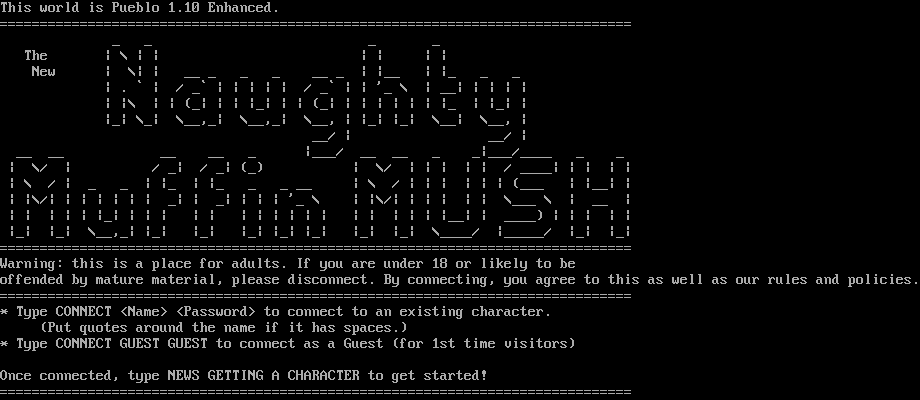 This world is Pueblo 1.10 Enhanced.
The
New
Naughty
Muffin MUSH
Warning: this is a place for adults. If you are under 18 or likely to be
offended by mature material, please disconnect. By connecting, you agree to this as well as our rules and policies.
* Type CONNECT <Name> <Password> to connect to an existing character.
(Put quotes around the name if it has spaces.)
* Type CONNECT GUEST GUEST to connect as a Guest (for 1st time visitors)
Once connected, type NEWS GETTING A CHARACTER to get started!